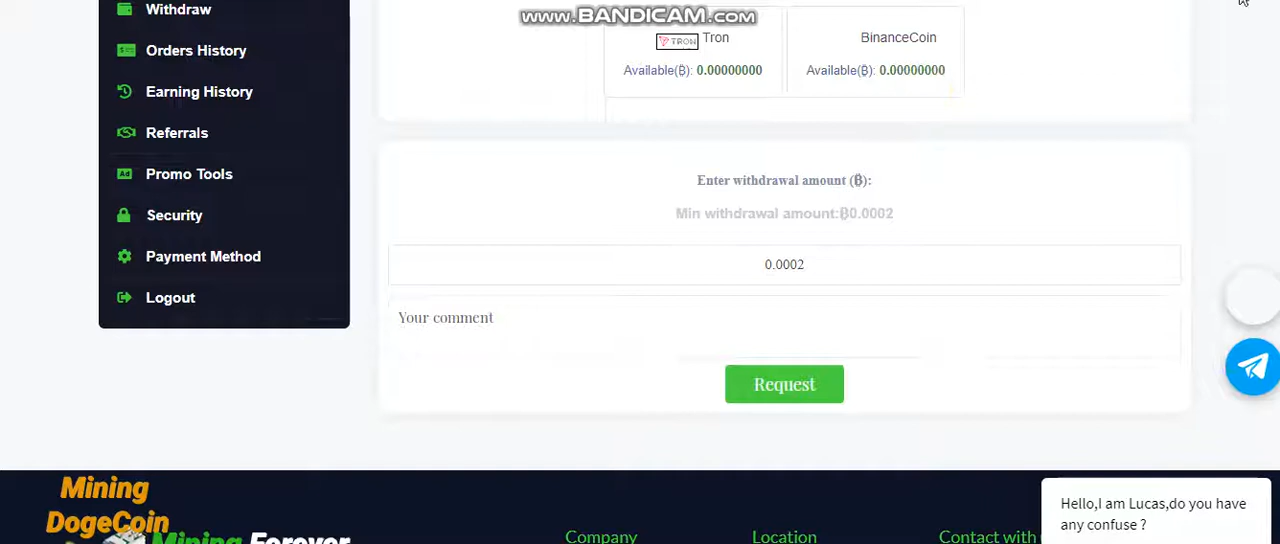 www.BANDICAM.com
Withdraw
Orders History
Earning History
Referrals
Ad
Promo Tools
Security
Payment Method
Logout
TRON
Tron
BinanceCoin
Available(฿): 0.00000000
Available(฿): 0.00000000
Enter withdrawal amount (฿):
Min withdrawal amount:฿0.0002
0.0002
Your comment
Request
Mining
DogeCoin
Mining Forever
Company
Location
Contact with
Hello,I am Lucas,do you have
any confuse ?